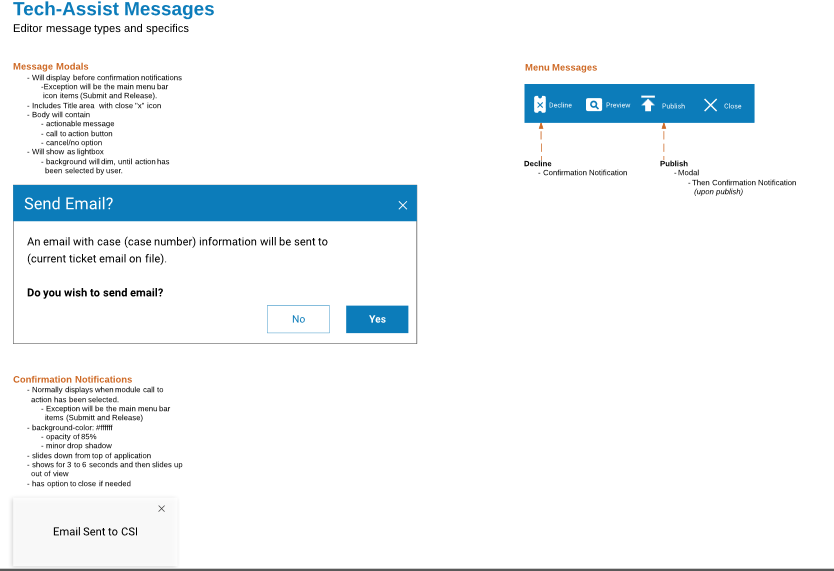 Tech-Assist Messages
Editor message types and specifics
Message Modals
- Will display before confirmation notifications
-Exception will be the main menu bar
icon items (Submit and Release).
- Includes Title area with close "x" icon
- Body will contain
- actionable message
- call to action button
- cancel/no option
- Will show as lightbox
- background will dim, until action has
been selected by user.
Send Email?
An email with case (case number) information will be sent to
(current ticket email on file).
Do you wish to send email?
No
Yes
Confirmation Notifications
- Normally displays when module call to
action has been selected.
- Exception will be the main menu bar
items (Submitt and Release)
- background-color: #ffffff
- opacity of 85%
- minor drop shadow
- slides down from top of application
- shows for 3 to 6 seconds and then slides up
out of view
- has option to close if needed
Email Sent to CSI
Menu Messages
Decline
Preview
Publish
Close
Decline
- Confirmation Notification
Publish
- Modal
- Then Confirmation Notification
(upon publish)